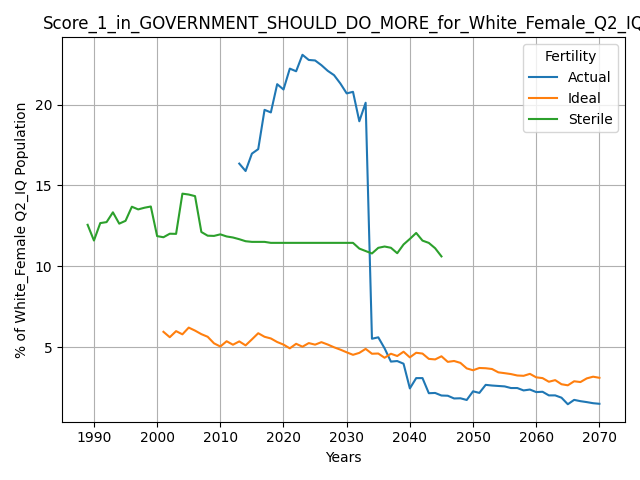 Score_1_in_GOVERNMENT_SHOULD_DO_MORE_for_White_Female_Q2_IQ
Fertility
Actual
Ideal
Sterile
% of White_Female Q2_IQ Population
20
15
10
5
1990 2000 2010 2020 2030 2040 2050 2060 2070
Years